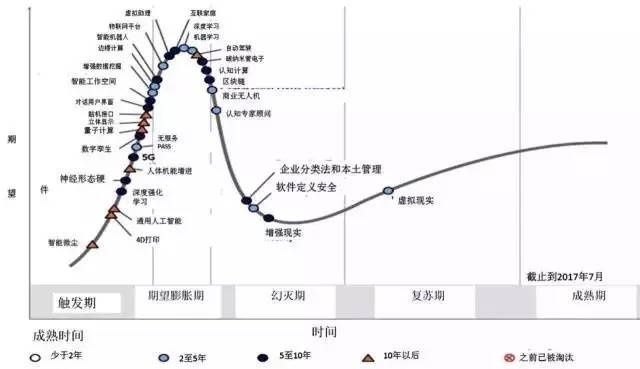 虚拟助理
互联家庭
物联网平台
深度学习
智能机器人
机器学习
边缘计算
自动驾驶
增强数据挖掘
碳纳米管电子
认知计算
智能工作空间
区块链
对话用户界面
商业无人机
脑机接口
认知专家顾问
立体显示
量子计算
无服务
PASS
数字孪生
5G
期
望
人体机能增进
企业分类法和本土管理
神经形态硬
件
软件定义安全
深度强化
学习
虚拟现实
通用人工智能
增强现实
智能微尘
4D打印
截止到2017年7月
触发期
期望膨胀期
幻灭期
复苏期
成熟期
成熟时间
时间
少于2年
2至5年
5至10年
10年以后
之前已被淘汰